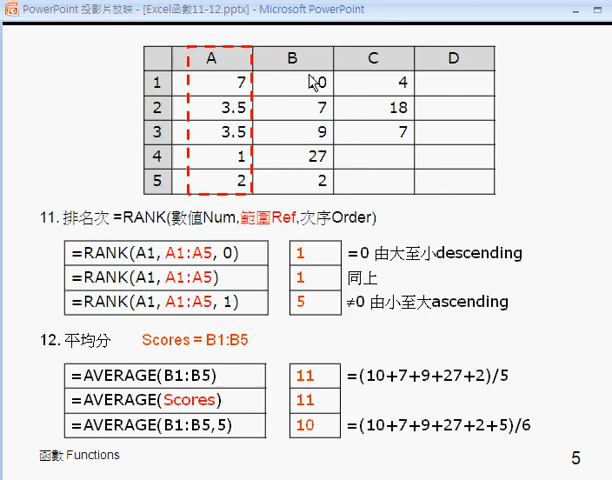 PowerPoint 投影片放映 - [Excel函數11-12.pptx] - Microsoft PowerPoint
A B C D
1 7 0 4
2 3.5 7 18
3 3.5 9 7
4 1 27
5 2 2
11. 排名次 =RANK(數值Num,範圍Ref,次序Order)
=RANK(A1, A1:A5, 0) 1 =0 由大至小descending
=RANK(A1, A1:A5) 1 同上
=RANK(A1, A1:A5, 1) 5 ≠0 由小至大ascending
12. 平均分 Scores = B1:B5
=AVERAGE(B1:B5) 11 =(10+7+9+27+2)/5
=AVERAGE(Scores) 11
=AVERAGE(B1:B5,5) 10 =(10+7+9+27+2+5)/6
函數 Functions 5